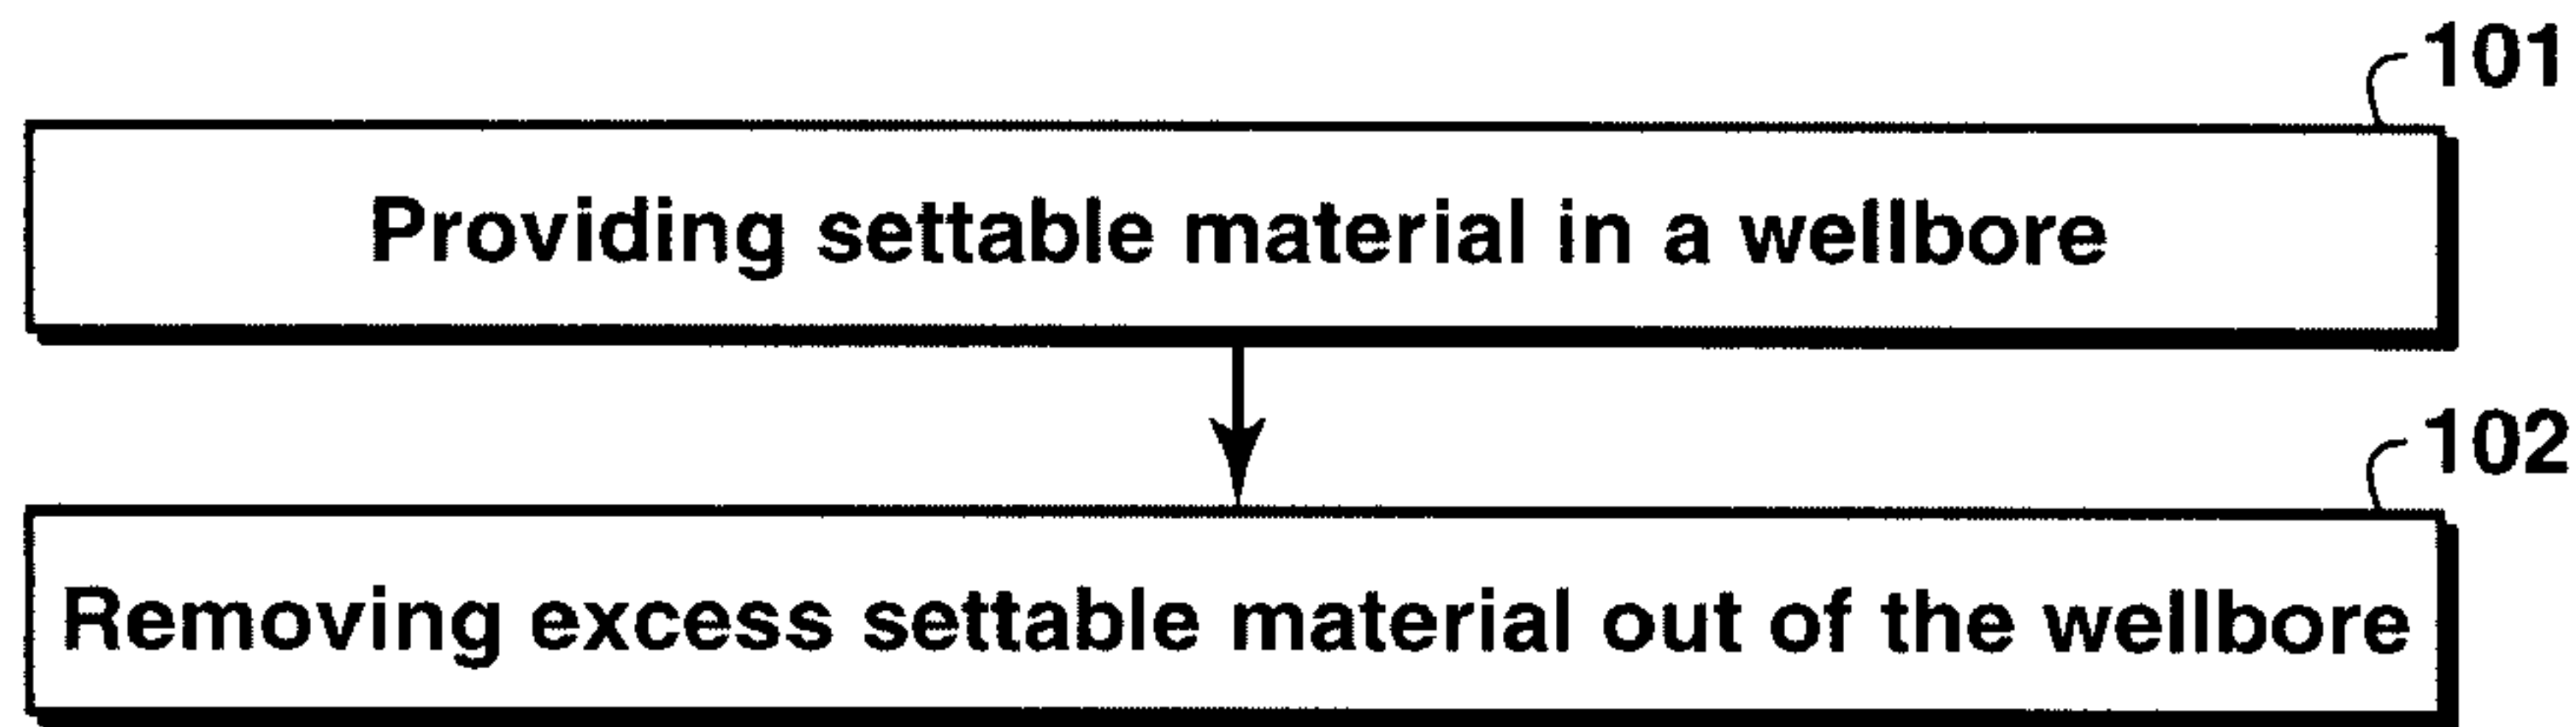 101
Providing settable material in a wellbore
102
Removing excess settable material out of the wellbore